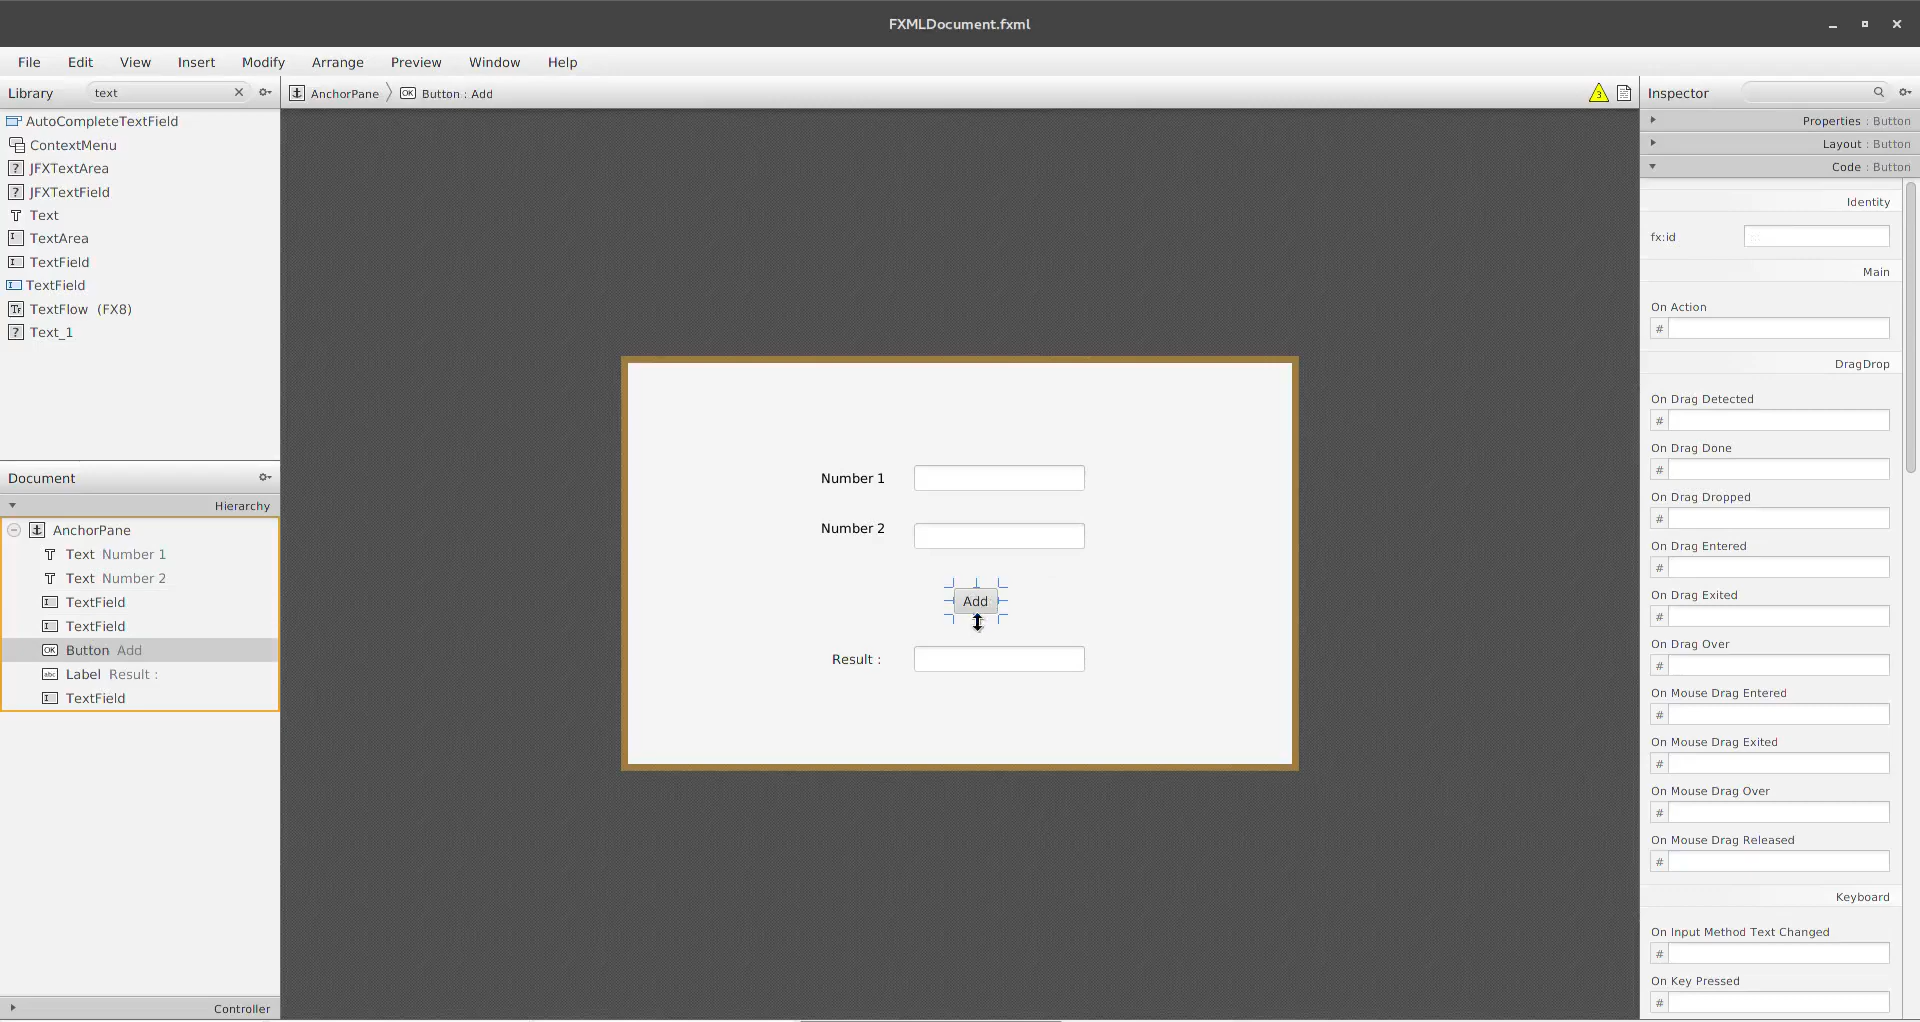 FXMLDocument.fxml
File Edit View Insert Modify Arrange Preview Window Help
Library text
AnchorPane Button : Add
3
Inspector
AutoCompleteTextField
ContextMenu
? JFXTextArea
? JFXTextField
Text
TextArea
TextField
TextField
TextFlow (FX8)
? Text_1
Document
Hierarchy
AnchorPane
Text Number 1
Text Number 2
TextField
TextField
OK Button Add
abc Label Result :
TextField
Controller
Number 1
Number 2
Add
Result :
Properties : Button
Layout : Button
Code : Button
Identity
fx:id
Main
On Action
#
DragDrop
On Drag Detected
#
On Drag Done
#
On Drag Dropped
#
On Drag Entered
#
On Drag Exited
#
On Drag Over
#
On Mouse Drag Entered
#
On Mouse Drag Exited
#
On Mouse Drag Over
#
On Mouse Drag Released
#
Keyboard
On Input Method Text Changed
#
On Key Pressed
#